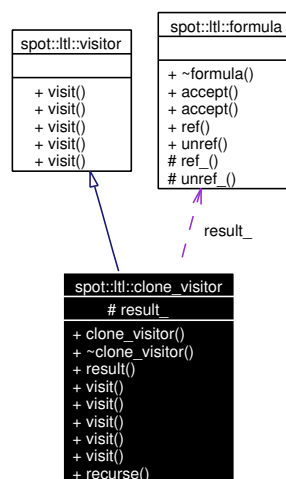 spot::ltl::visitor
+ visit()
+ visit()
+ visit()
+ visit()
+ visit()
spot::ltl::formula
+ ~formula()
+ accept()
+ accept()
+ ref()
+ unref()
# ref_()
# unref_()
result_
spot::ltl::clone_visitor
# result_
+ clone_visitor()
+ ~clone_visitor()
+ result()
+ visit()
+ visit()
+ visit()
+ visit()
+ visit()
+ recurse()